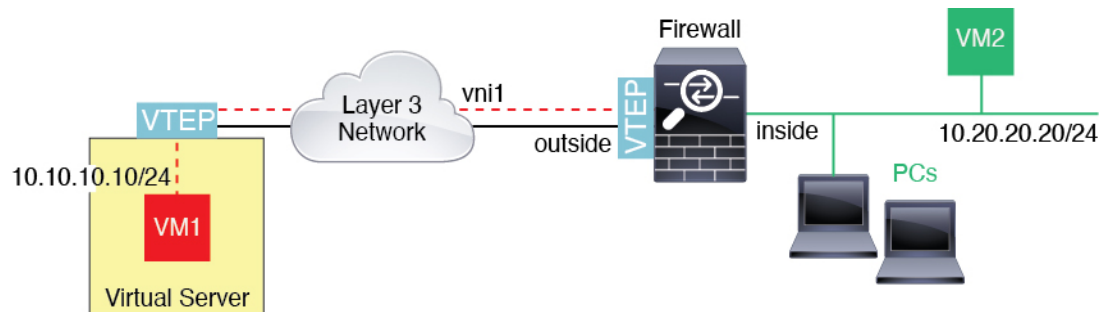 Firewall
VM2
Layer 3
Network
vni1
VTEP
VTEP
outside
inside
10.20.20.20/24
10.10.10.10/24
PCs
VM1
Virtual Server